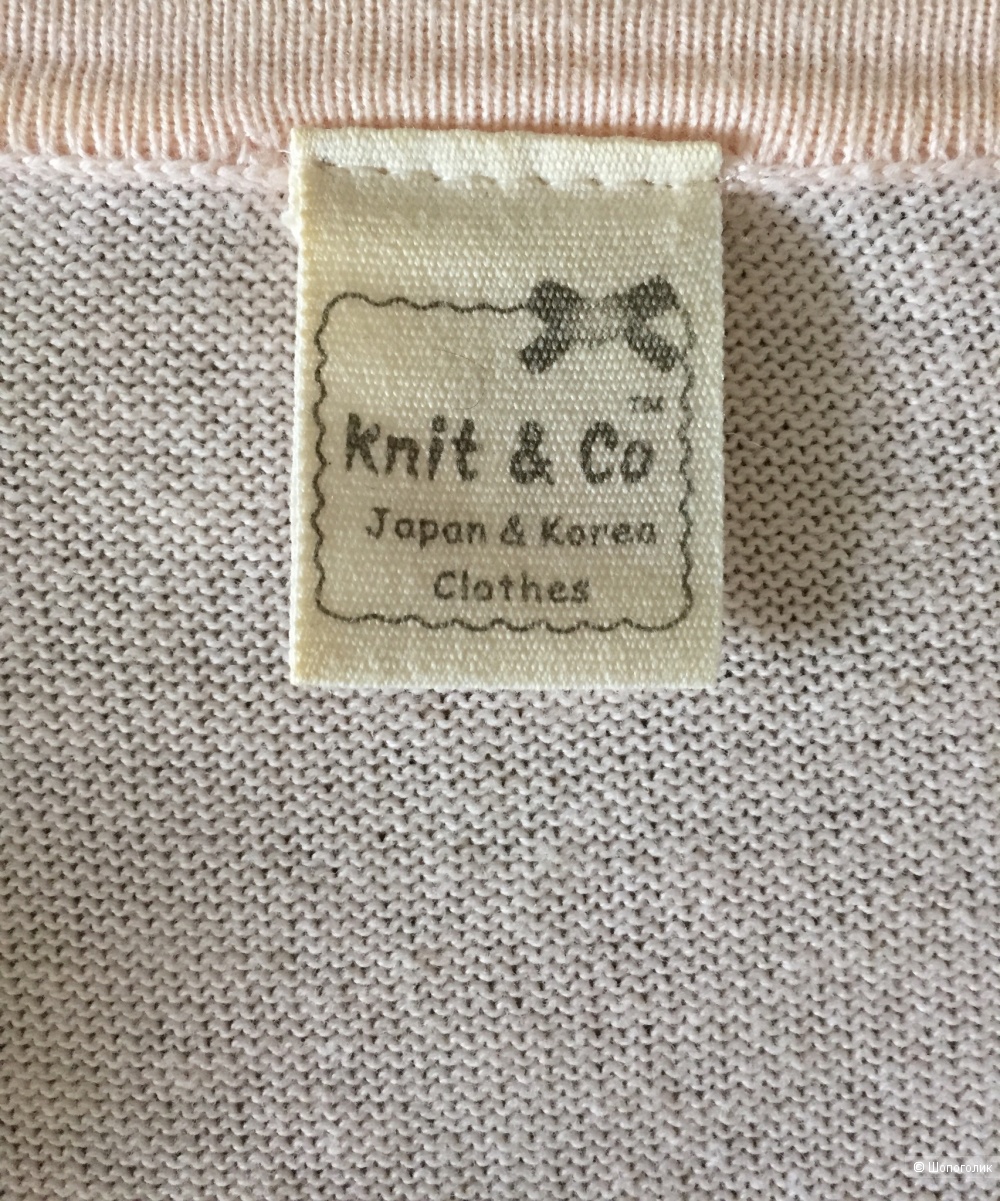 TM
Knit & Co
Japan & Korea
Clothes
© Шопоголик